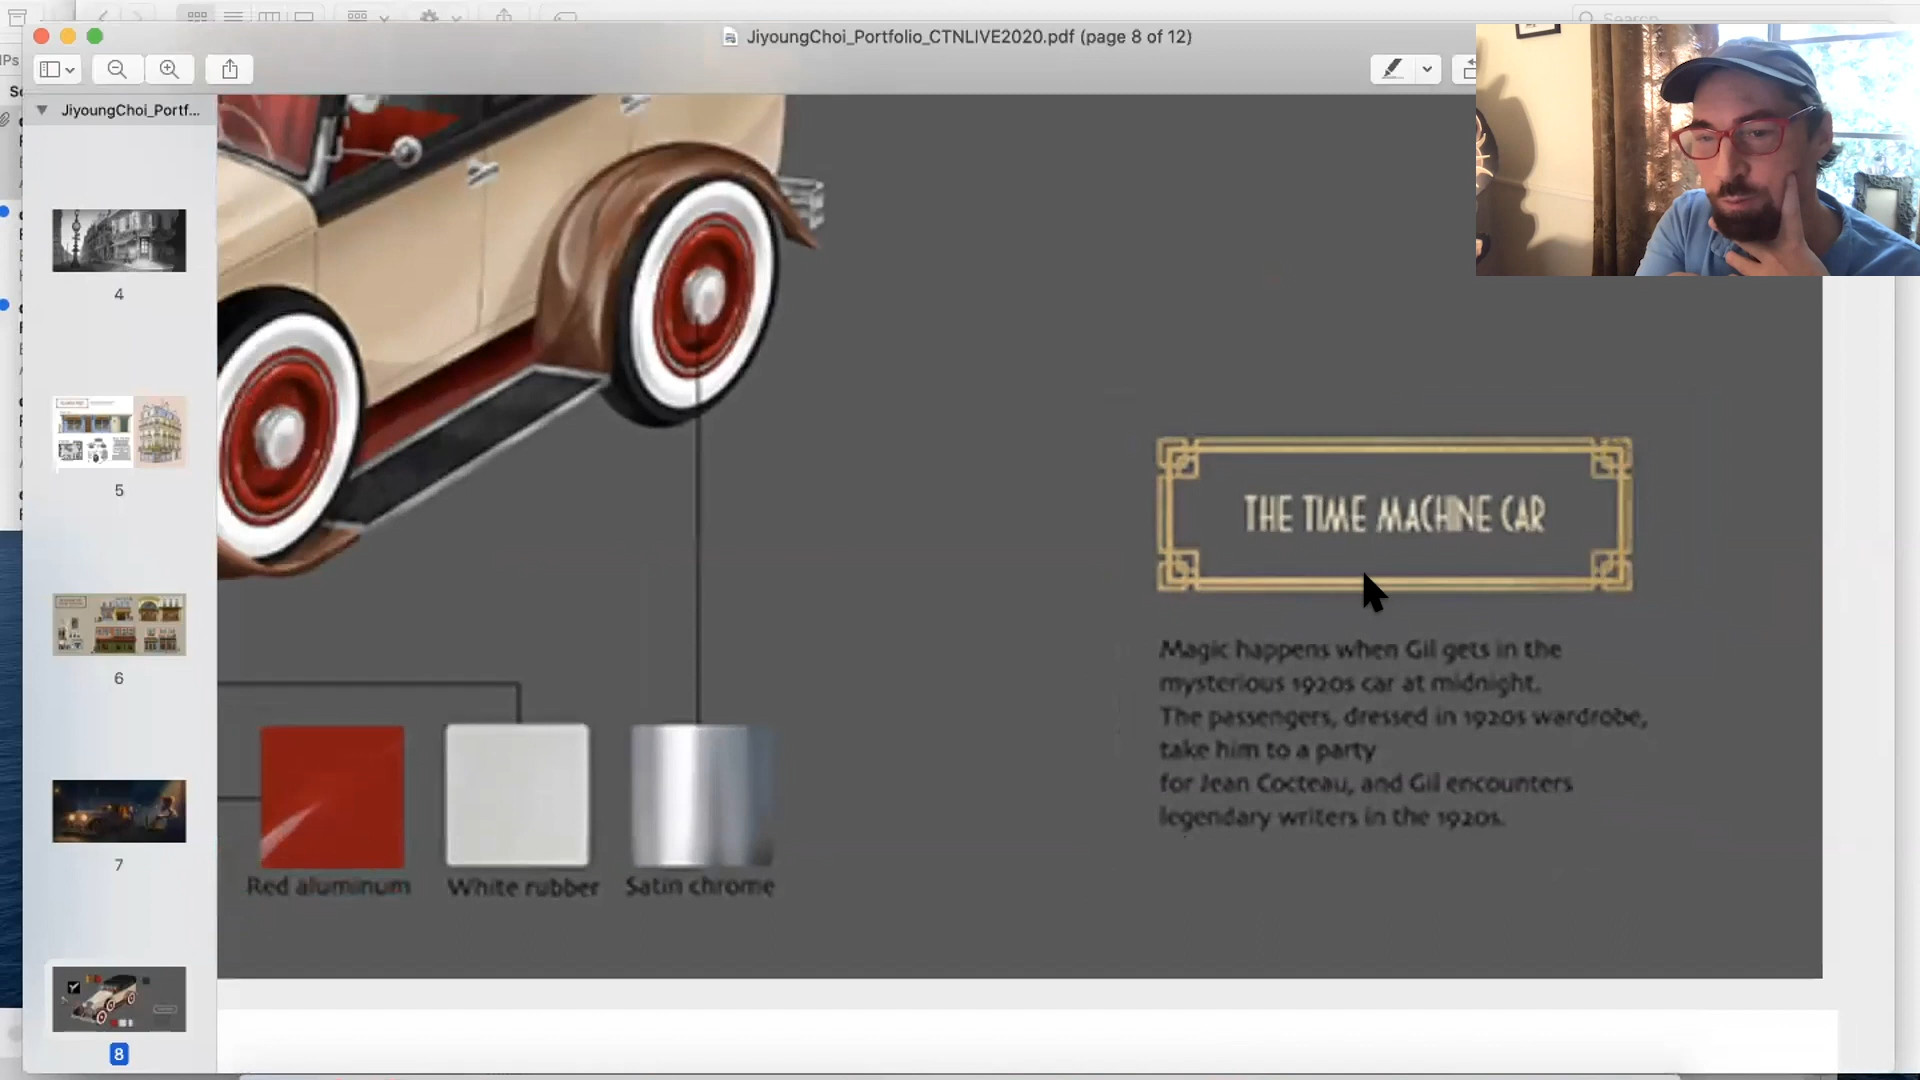 Search
JiyoungChoi_Portfolio_CTNLIVE2020.pdf (page 8 of 12)
JiyoungChoi_Portf...
4
5
6
7
8
THE TIME MACHINE CAR
Magic happens when Gil gets in the
mysterious 1920s car at midnight.
The passengers, dressed in 1920s wardrobe,
take him to a party
for Jean Cocteau, and Gil encounters
legendary writers in the 1920s.
Red aluminum
White rubber
Satin chrome